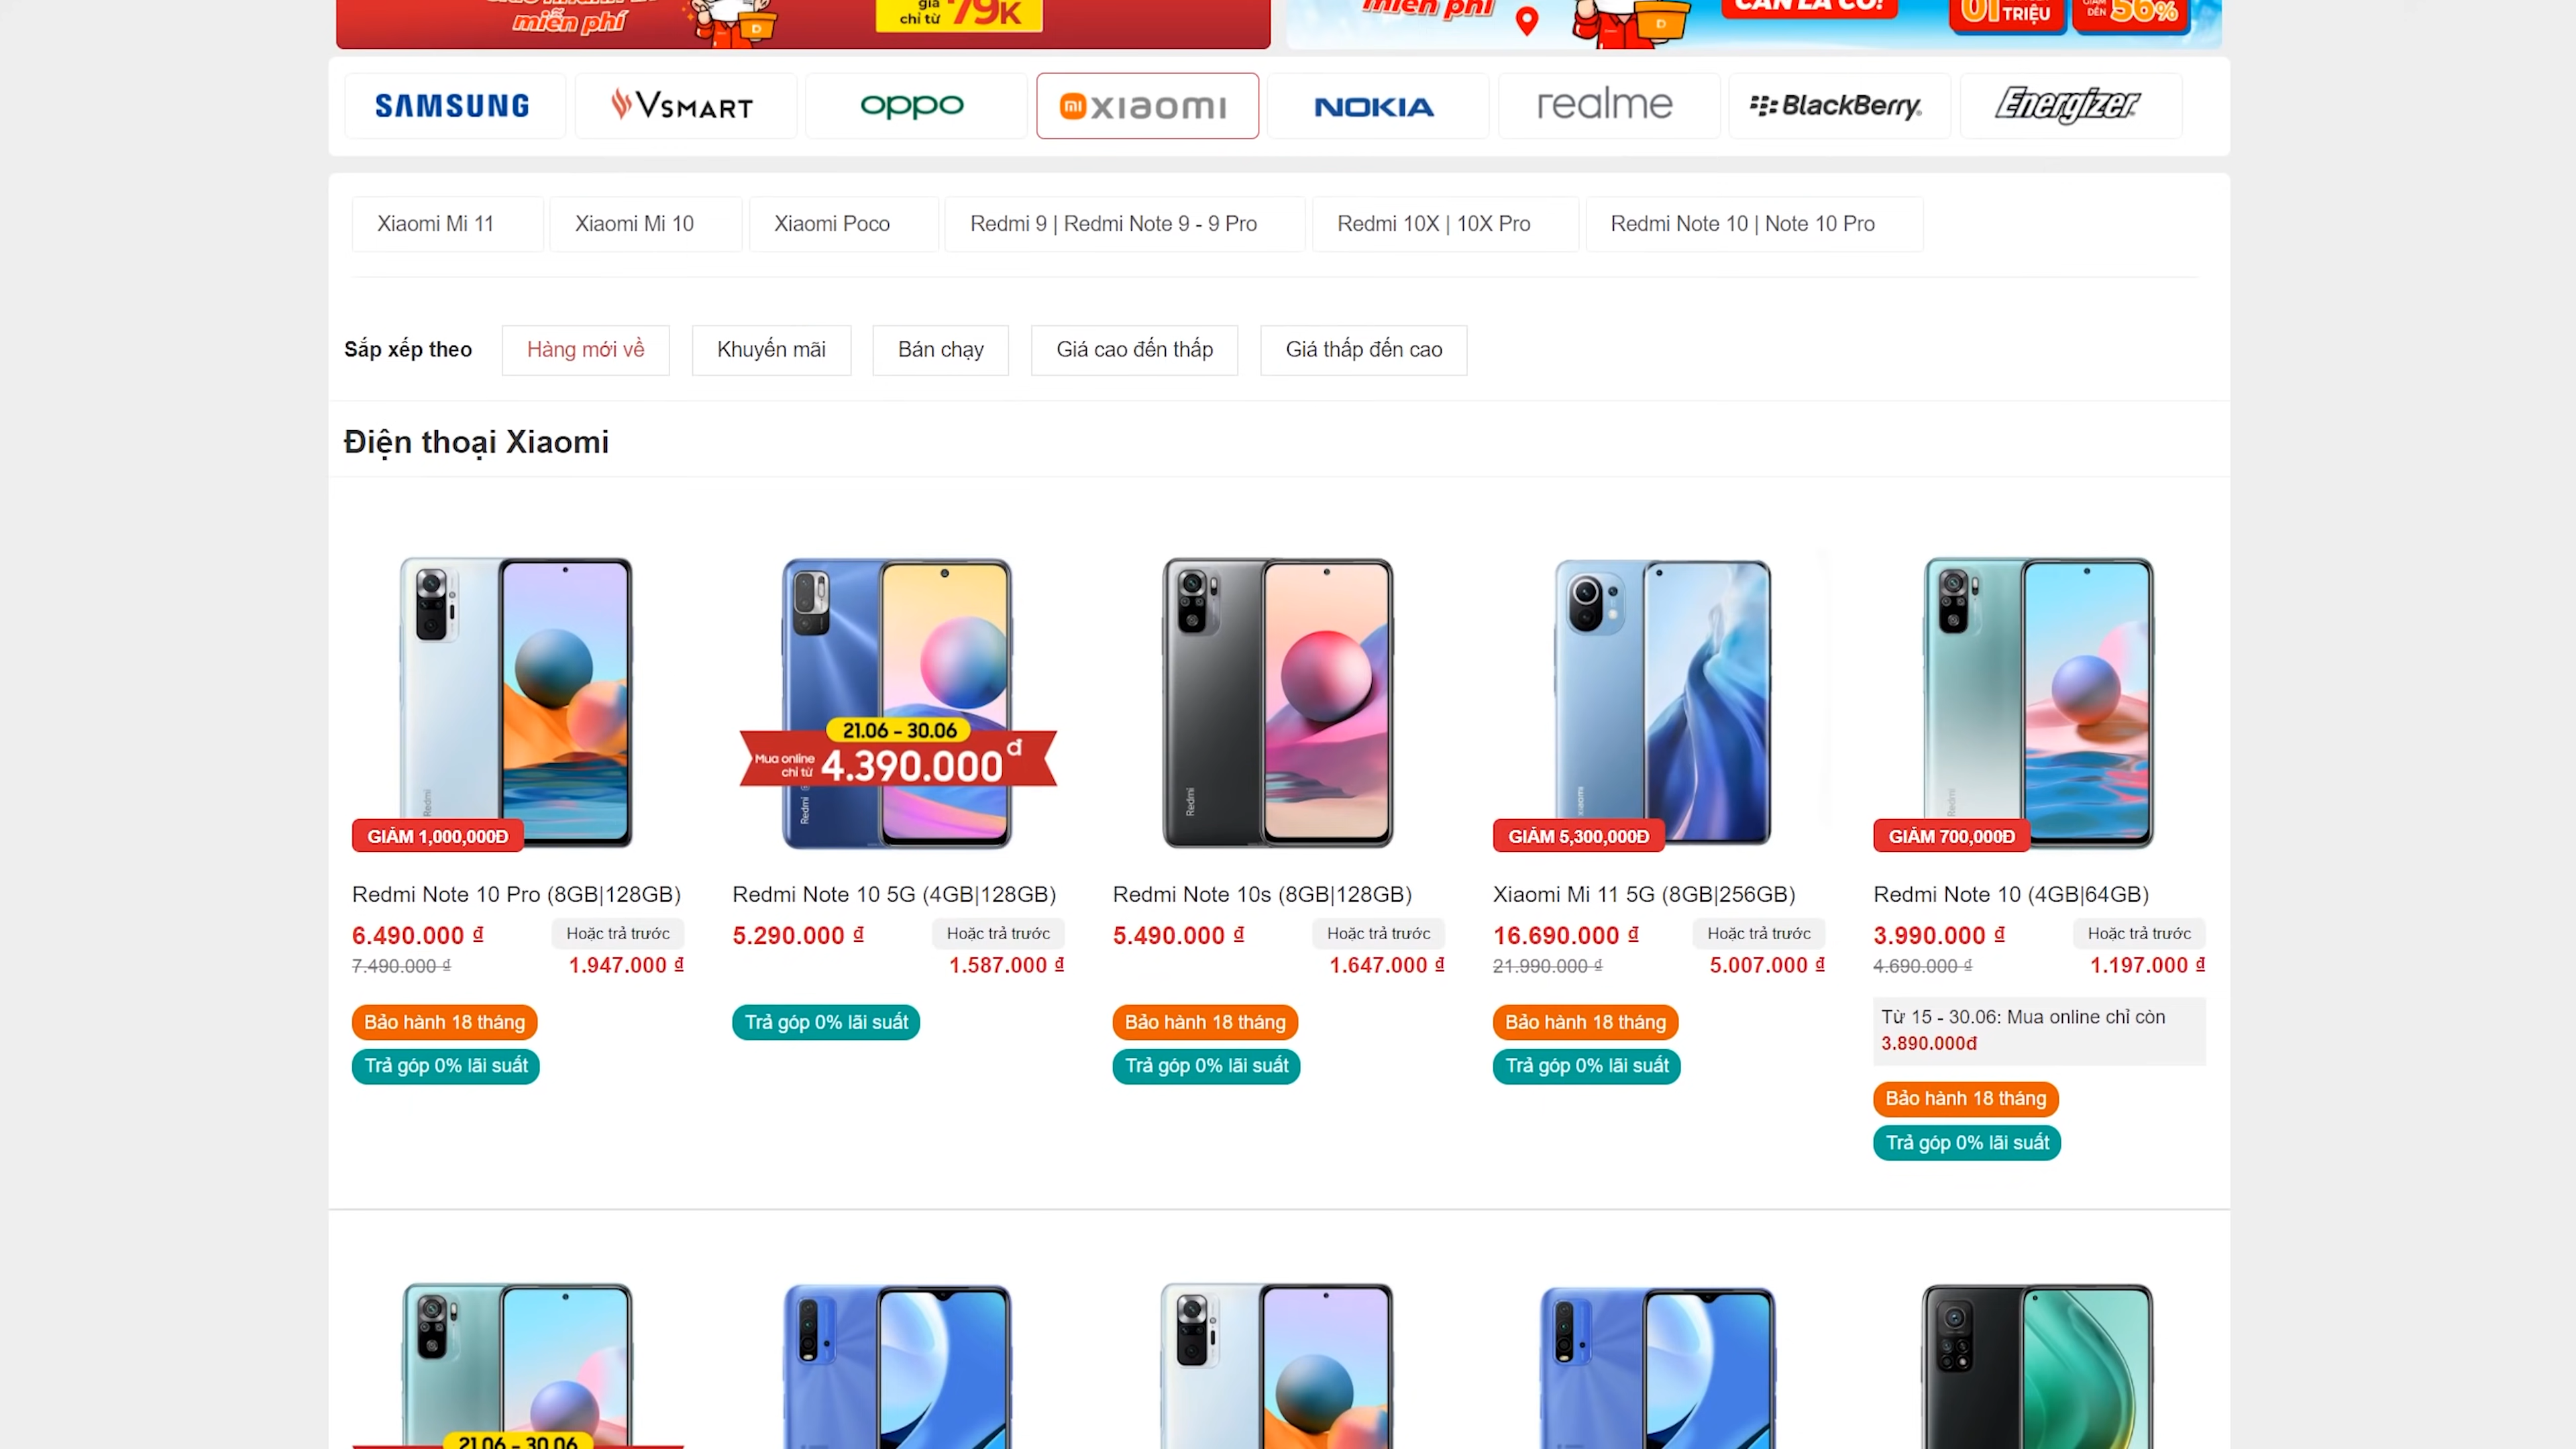 miễn phí
giá
chỉ từ 79K
miễn phí
CẦN LÀ CÓ!
01 TRIỆU
GIẢM ĐẾN 56%
SAMSUNG
VSMART
oppo
xiaomi
NOKIA
realme
BlackBerry
Energizer
Xiaomi Mi 11
Xiaomi Mi 10
Xiaomi Poco
Redmi 9 | Redmi Note 9 - 9 Pro
Redmi 10X | 10X Pro
Redmi Note 10 | Note 10 Pro
Sắp xếp theo
Hàng mới về
Khuyến mãi
Bán chạy
Giá cao đến thấp
Giá thấp đến cao
Điện thoại Xiaomi
Redmi
GIẢM 1,000,000Đ
Redmi Note 10 Pro (8GB|128GB)
6.490.000 ₫
Hoặc trả trước
7.490.000 ₫
1.947.000 ₫
Bảo hành 18 tháng
Trả góp 0% lãi suất
21.06 - 30.06
Mua online
chỉ từ 4.390.000đ
Redmi
Redmi Note 10 5G (4GB|128GB)
5.290.000 ₫
Hoặc trả trước
1.587.000 ₫
Trả góp 0% lãi suất
Redmi
Redmi Note 10s (8GB|128GB)
5.490.000 ₫
Hoặc trả trước
1.647.000 ₫
Bảo hành 18 tháng
Trả góp 0% lãi suất
xiaomi
GIẢM 5,300,000Đ
Xiaomi Mi 11 5G (8GB|256GB)
16.690.000 ₫
Hoặc trả trước
21.990.000 ₫
5.007.000 ₫
Bảo hành 18 tháng
Trả góp 0% lãi suất
Redmi
GIẢM 700,000Đ
Redmi Note 10 (4GB|64GB)
3.990.000 ₫
Hoặc trả trước
4.690.000 ₫
1.197.000 ₫
Từ 15 - 30.06: Mua online chỉ còn
3.890.000đ
Bảo hành 18 tháng
Trả góp 0% lãi suất
21.06 - 30.06